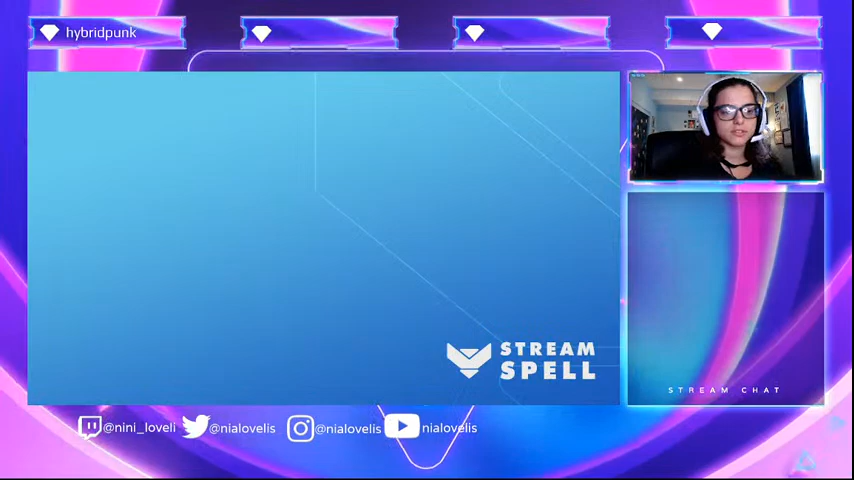 hybridpunk
STREAM
SPELL
STREAM CHAT
@nini_loveli @nialovelis @nialovelis nialovelis